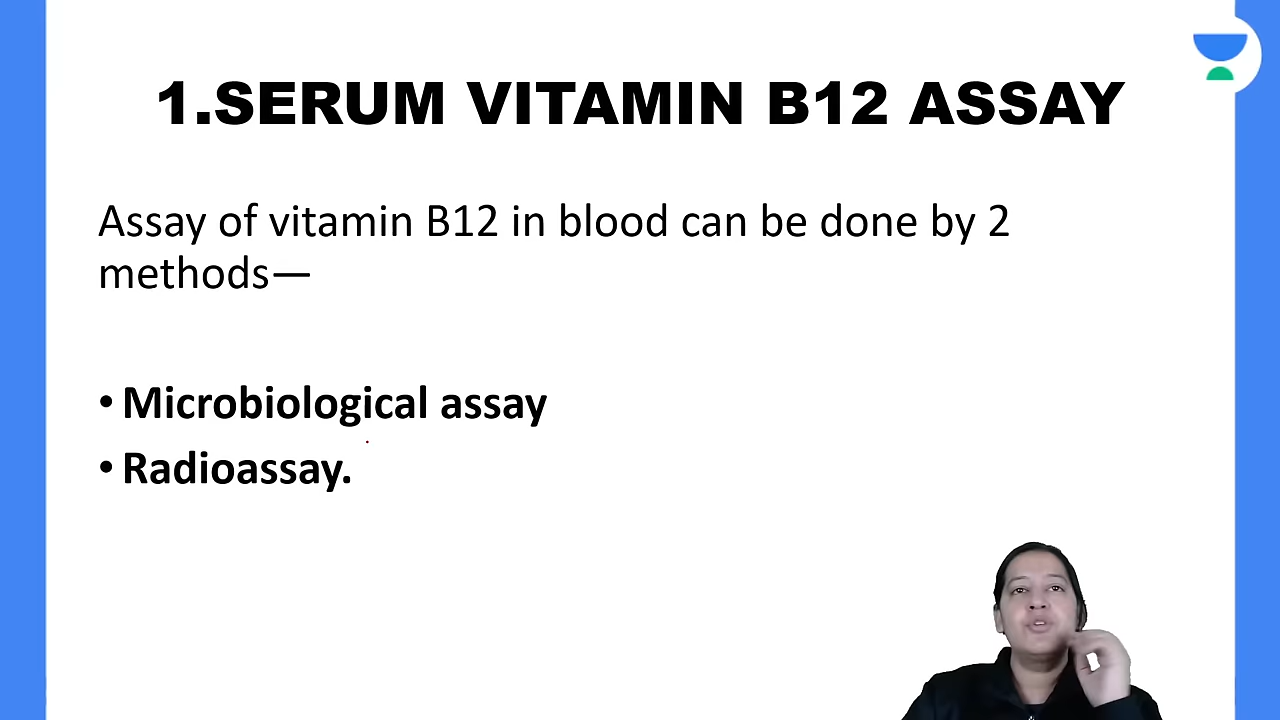 1.SERUM VITAMIN B12 ASSAY
Assay of vitamin B12 in blood can be done by 2
methods—
• Microbiological assay
• Radioassay.